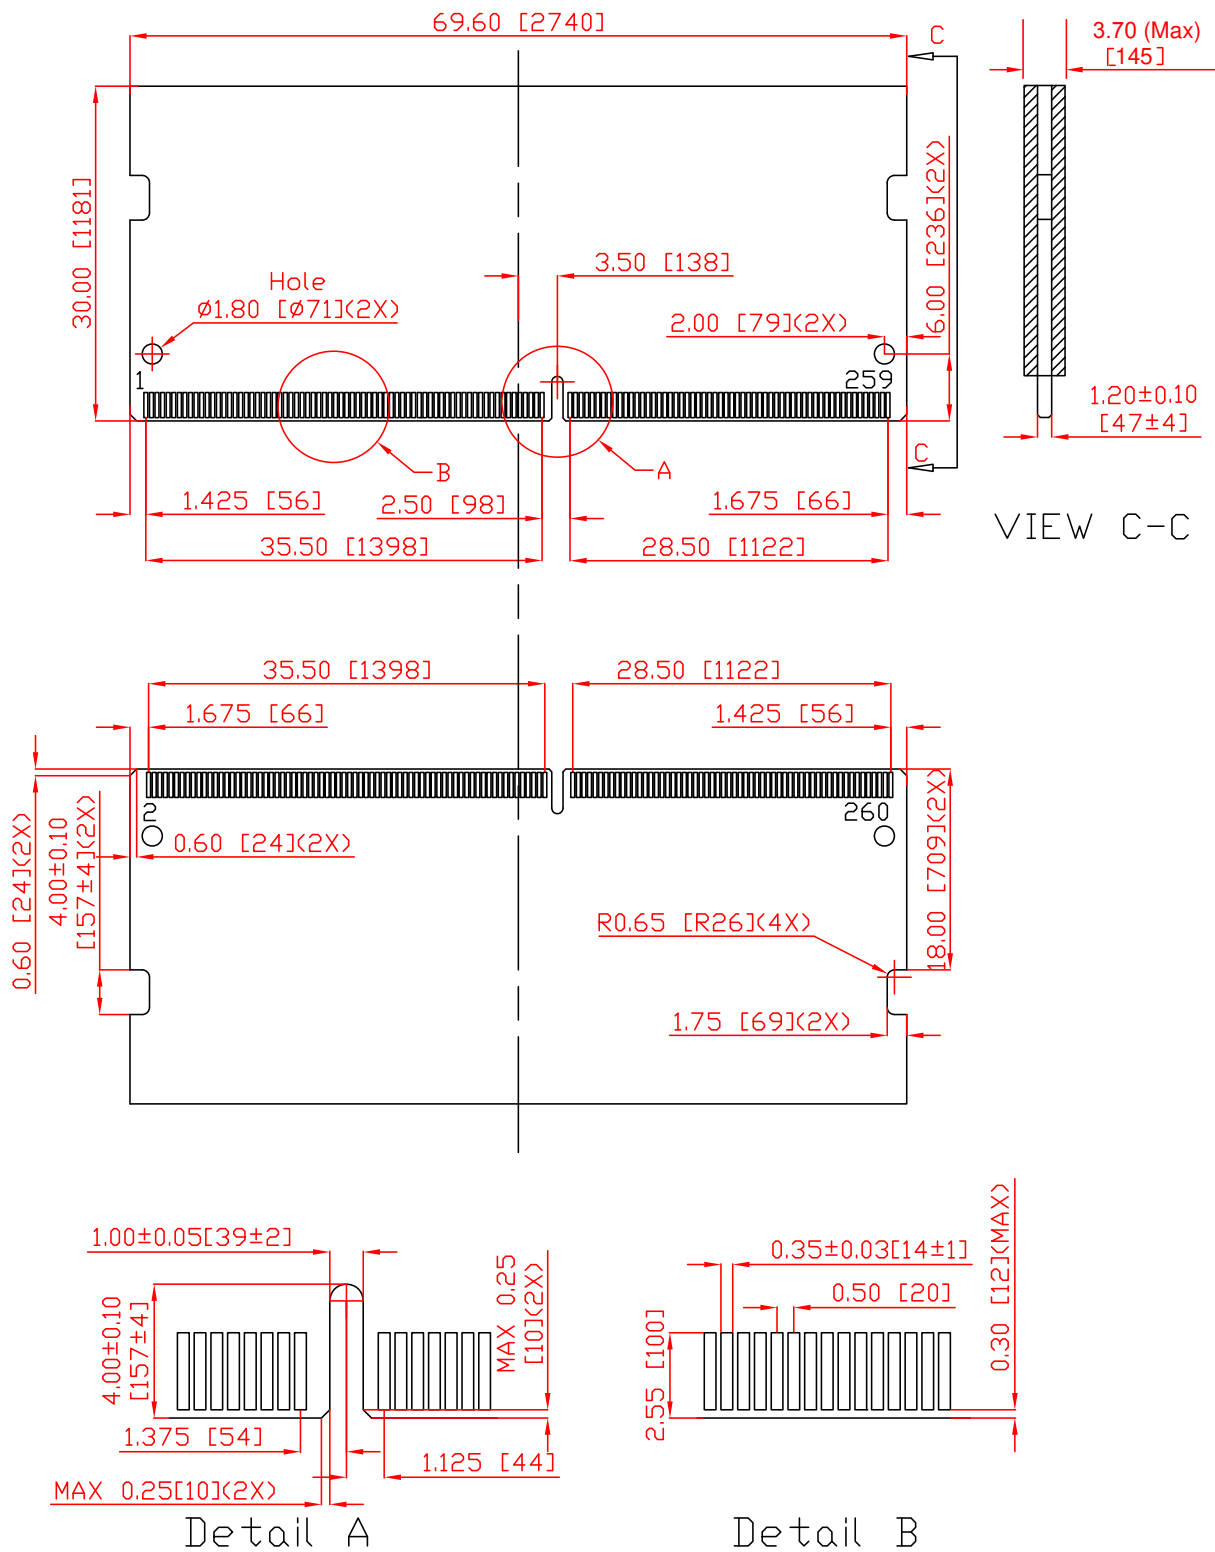 69.60 [2740]
C
3.70 (Max)
[145]
30.00 [1181]
6.00 [236](2X)
3.50 [138]
Hole
Ø1.80 [Ø71](2X)
2.00 [79](2X)
1
259
1.20±0.10
[47±4]
B
A
C
1.425 [56]
2.50 [98]
1.675 [66]
35.50 [1398]
28.50 [1122]
VIEW C-C
35.50 [1398]
28.50 [1122]
1.675 [66]
1.425 [56]
2
260
0.60 [24](2X)
4.00±0.10
[157±4](2X)
0.60 [24](2X)
18.00 [709](2X)
R0.65 [R26](4X)
1.75 [69](2X)
1.00±0.05[39±2]
4.00±0.10
[157±4]
MAX 0.25
[10](2X)
1.375 [54]
1.125 [44]
MAX 0.25[10](2X)
Detail A
0.35±0.03[14±1]
0.50 [20]
2.55 [100]
0.30 [12](MAX)
Detail B